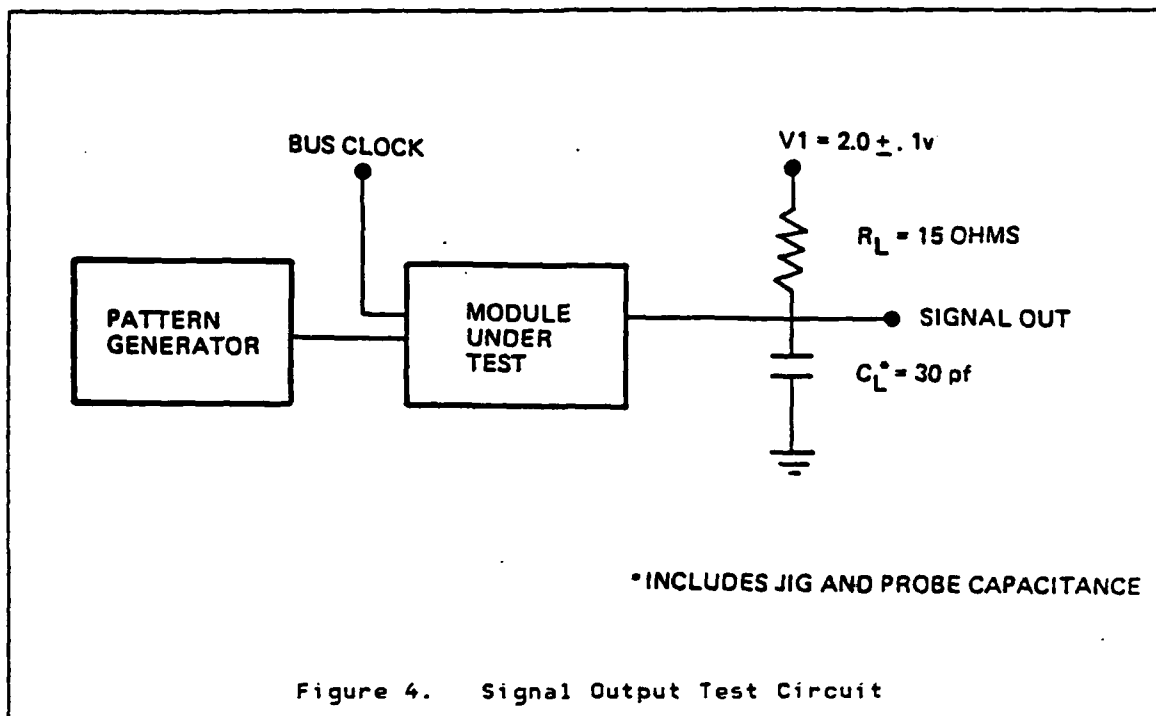 BUS CLOCK
V1 = 2.0 ± .1v
R_L = 15 OHMS
PATTERN
GENERATOR
MODULE
UNDER
TEST
SIGNAL OUT
C_L* = 30 pf
*INCLUDES JIG AND PROBE CAPACITANCE
Figure 4. Signal Output Test Circuit